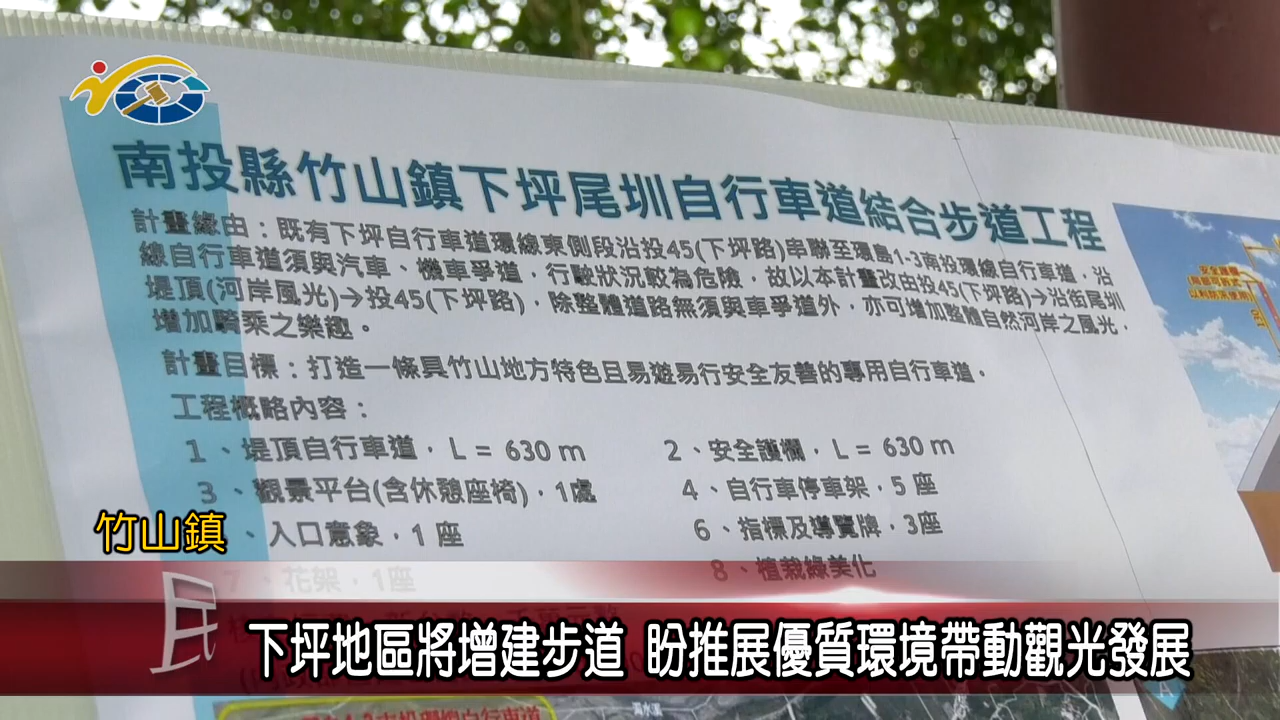 南投縣竹山鎮下坪尾圳自行車道結合步道工程
計畫緣由：既有下坪自行車道環線東側段沿投45(下坪路)串聯至環島1-3南投環線自行車道，沿
線自行車道須與汽車、機車爭道，行駛狀況較為危險，故以本計畫改由投45(下坪路)→沿街尾圳
堤頂(河岸風光)→投45(下坪路)，除整體道路無須與車爭道外，亦可增加整體自然河岸之風光，
增加騎乘之樂趣。
計畫目標：打造一條具竹山地方特色且易遊易行安全友善的專用自行車道。
工程概略內容：
1、堤頂自行車道，L = 630 m
2、安全護欄，L = 630 m
3、觀景平台(含休憩座椅)，1處
4、自行車停車架，5 座
、入口意象，1 座
6、指標及導覽牌，3座
7、花架，1座
8、植栽綠美化
安全護欄
竹山鎮
民
下坪地區將增建步道 盼推展優質環境帶動觀光發展
A